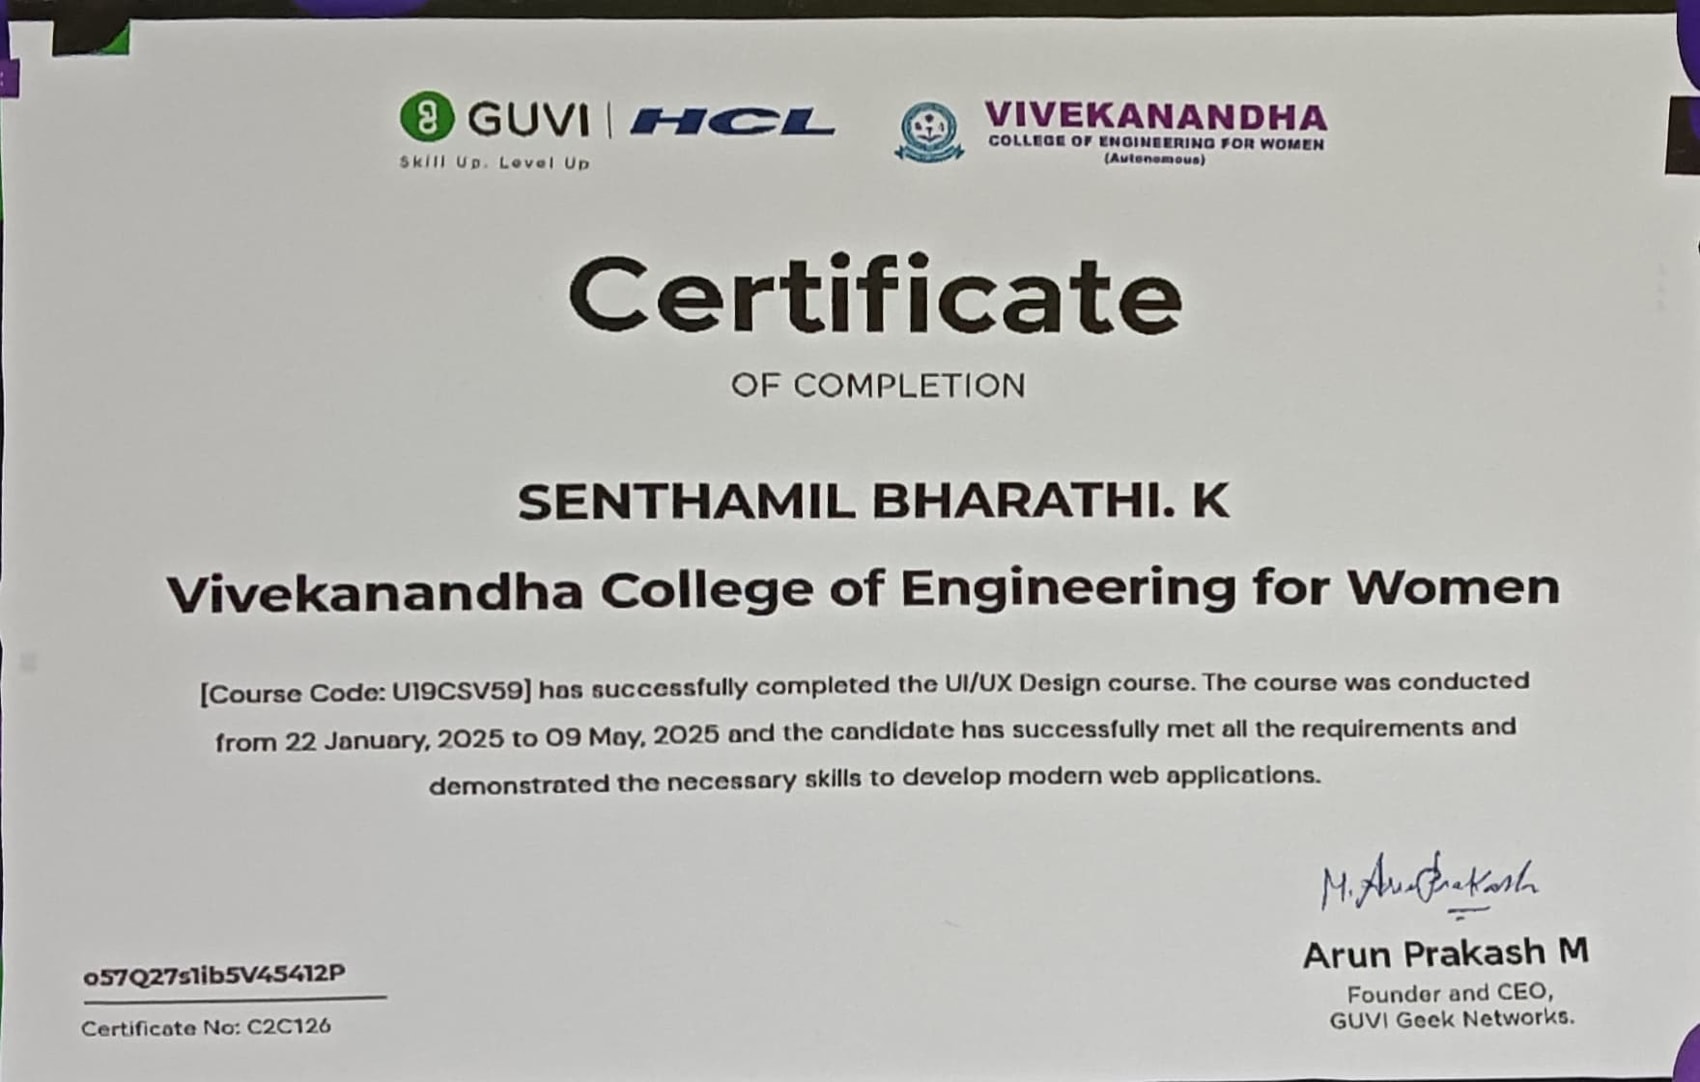 GUVI | HCL
Skill Up. Level Up
VIVEKANANDHA
COLLEGE OF ENGINEERING FOR WOMEN
(Autonomous)
Certificate
OF COMPLETION
SENTHAMIL BHARATHI. K
Vivekanandha College of Engineering for Women
[Course Code: U19CSV59] has successfully completed the UI/UX Design course. The course was conducted
from 22 January, 2025 to 09 May, 2025 and the candidate has successfully met all the requirements and
demonstrated the necessary skills to develop modern web applications.
M. Arun Prakash
Arun Prakash M
Founder and CEO,
GUVI Geek Networks.
o57Q27s1ib5V45412P
Certificate No: C2C126